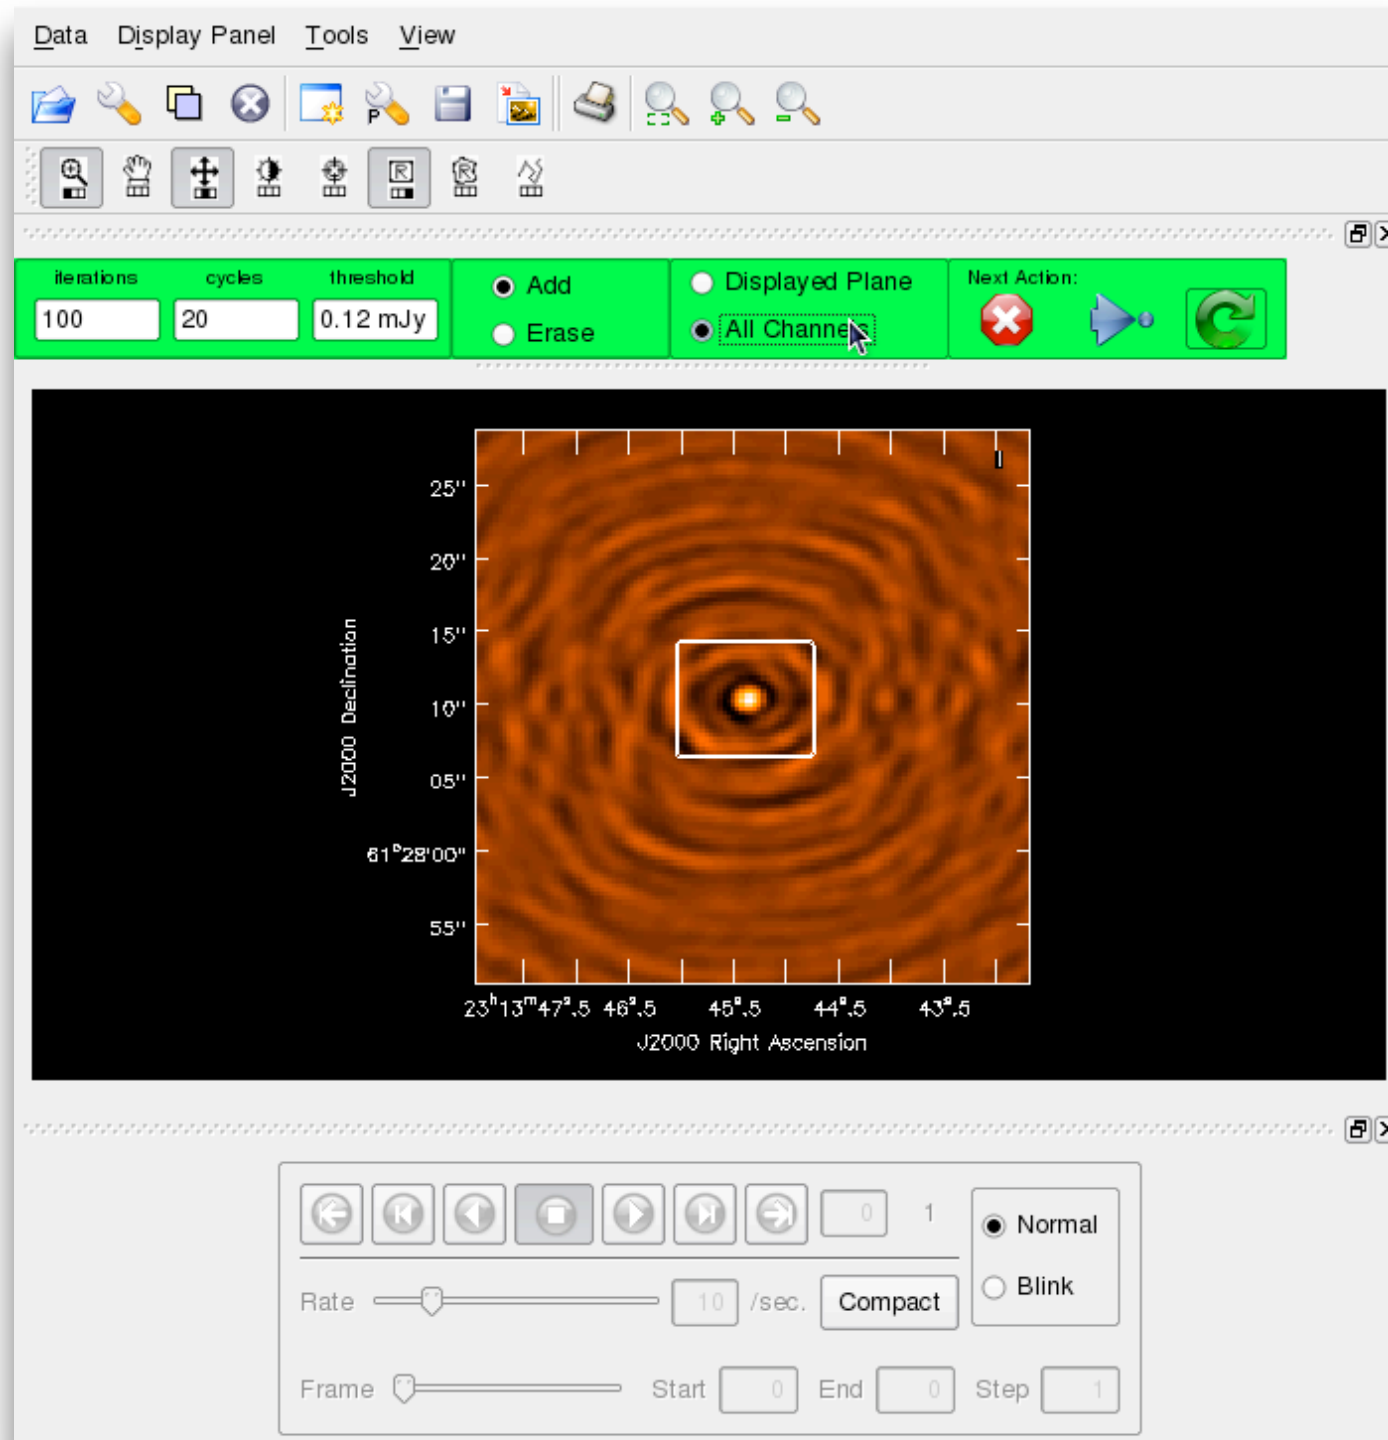 Data Display Panel Tools View
P
R R
iterations cycles threshold
100 20 0.12 mJy
Add
Erase
Displayed Plane
All Channels
Next Action:
I
25"
20"
15"
10"
05"
61°28'00"
55"
J2000 Declination
23ʰ13ᵐ47ˢ.5 46ˢ.5 45ˢ.5 44ˢ.5 43ˢ.5
J2000 Right Ascension
0 1
Normal
Blink
Rate 10 /sec. Compact
Frame Start 0 End 0 Step 1